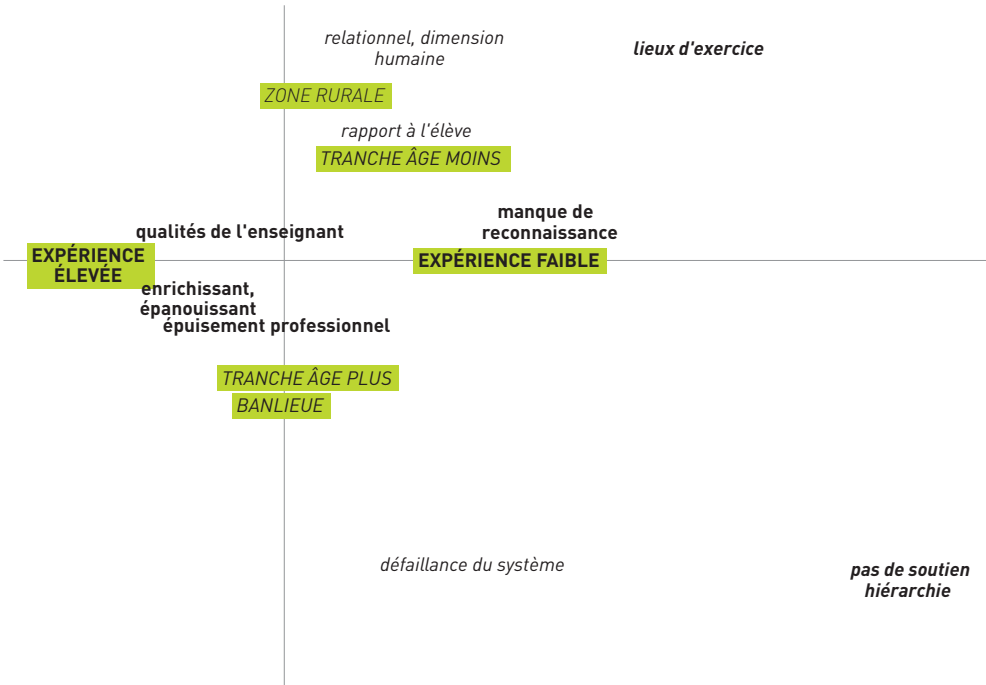 relationnel, dimension
humaine
lieux d'exercice
ZONE RURALE
rapport à l'élève
TRANCHE ÂGE MOINS
manque de
reconnaissance
qualités de l'enseignant
EXPÉRIENCE
ÉLEVÉE
EXPÉRIENCE FAIBLE
enrichissant,
épanouissant
épuisement professionnel
TRANCHE ÂGE PLUS
BANLIEUE
défaillance du système
pas de soutien
hiérarchie